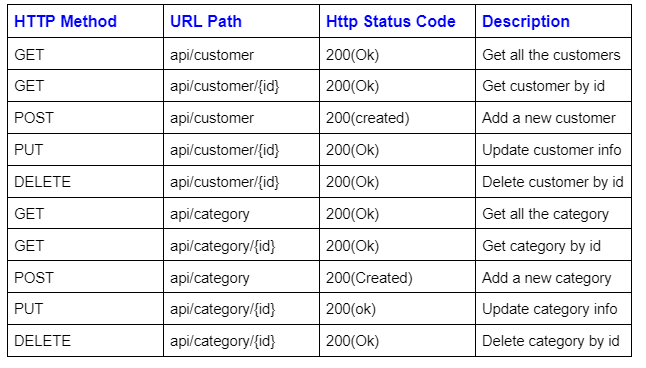 HTTP Method URL Path Http Status Code Description
GET api/customer 200(Ok) Get all the customers
GET api/customer/{id} 200(Ok) Get customer by id
POST api/customer 200(created) Add a new customer
PUT api/customer/{id} 200(Ok) Update customer info
DELETE api/customer/{id} 200(Ok) Delete customer by id
GET api/category 200(Ok) Get all the category
GET api/category/{id} 200(Ok) Get category by id
POST api/category 200(Created) Add a new category
PUT api/category/{id} 200(ok) Update category info
DELETE api/category/{id} 200(Ok) Delete category by id